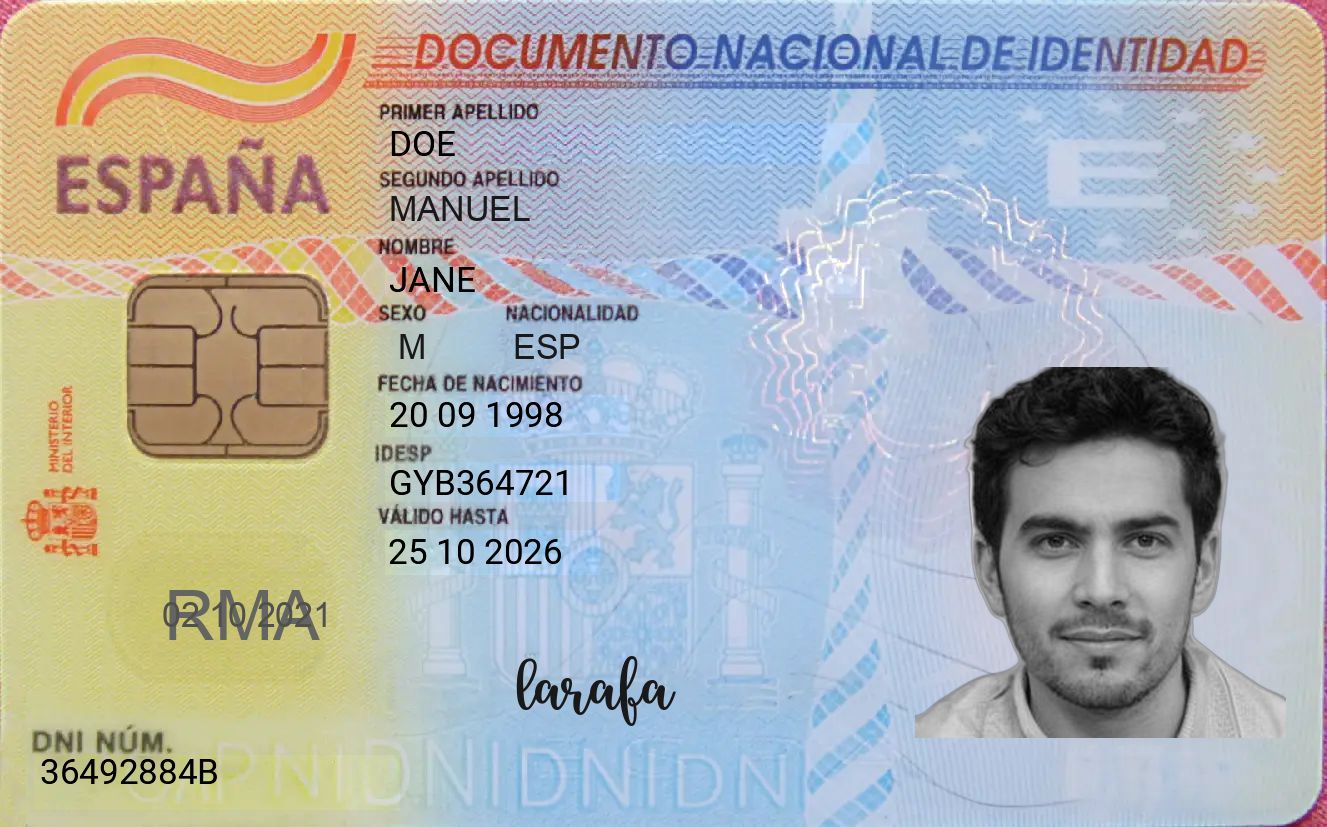 DOCUMENTO NACIONAL DE IDENTIDAD
ESPAÑA
PRIMER APELLIDO
DOE
SEGUNDO APELLIDO
MANUEL
NOMBRE
JANE
SEXO NACIONALIDAD
M ESP
FECHA DE NACIMIENTO
20 09 1998
IDESP
GYB364721
VÁLIDO HASTA
25 10 2026
MINISTERIO
DEL INTERIOR
E
RMA
02 10 2021
larafa
DNI NÚM.
36492884B
DNIDNIDN